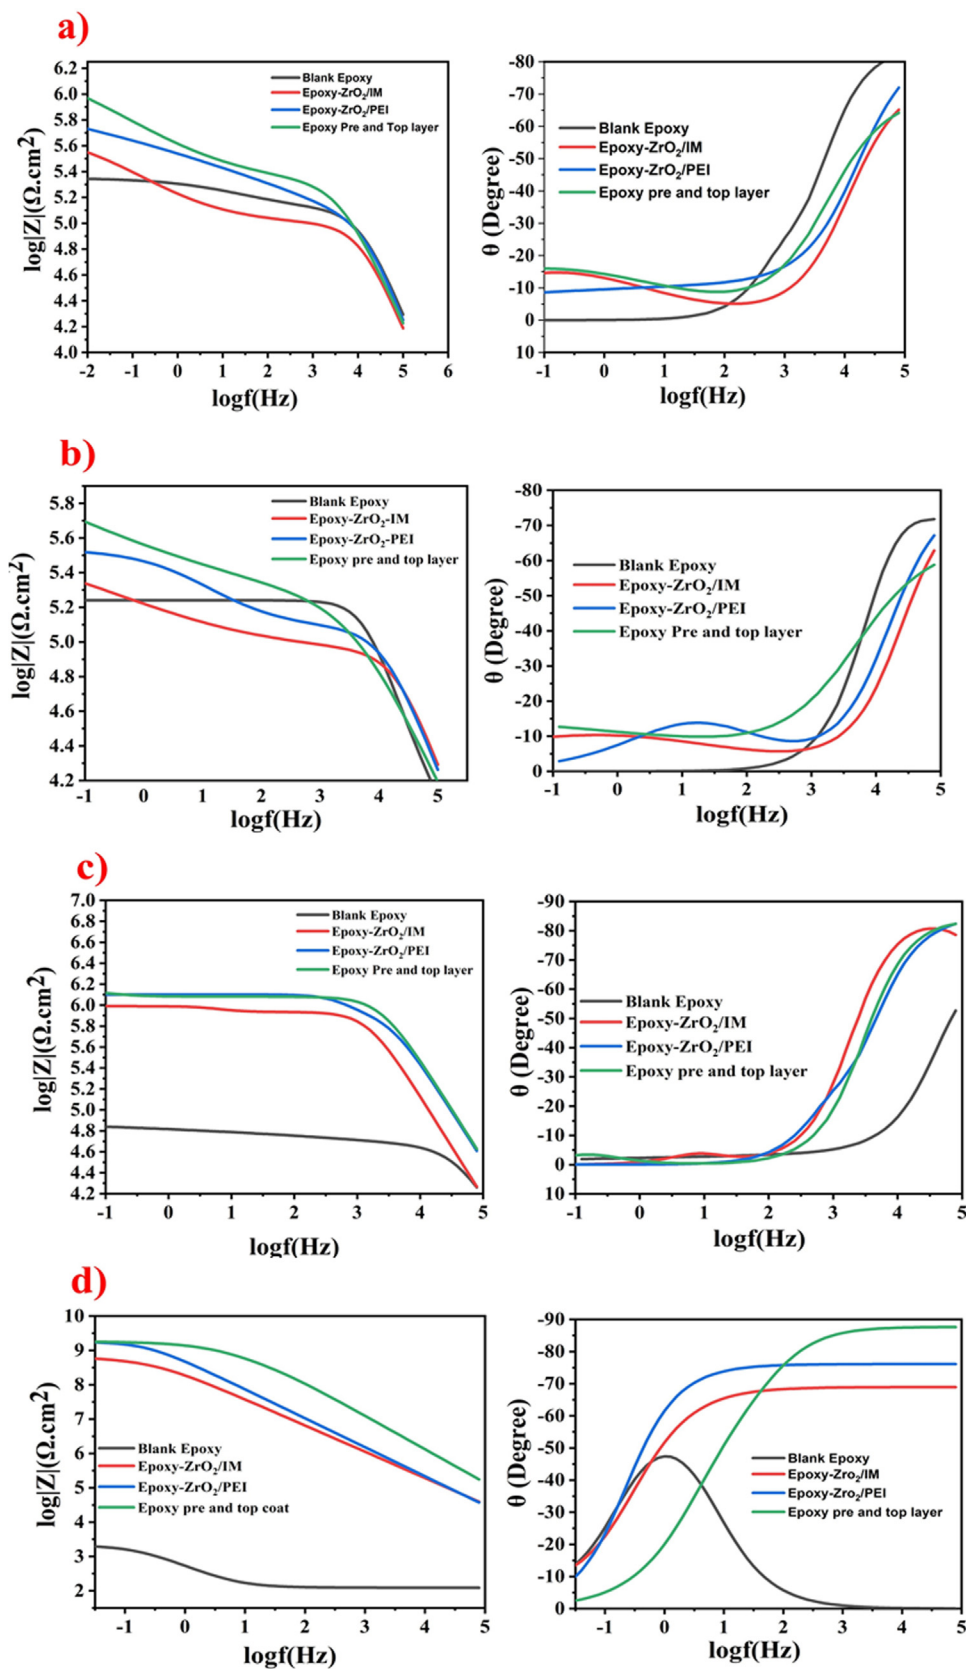 a)
6.2
6.0
5.8
5.6
5.4
5.2
5.0
4.8
4.6
4.4
4.2
4.0
-2 -1 0 1 2 3 4 5 6
log|Z|(Ω.cm²)
logf(Hz)
Blank Epoxy
Epoxy-ZrO₂/IM
Epoxy-ZrO₂/PEI
Epoxy Pre and Top layer
-80
-70
-60
-50
-40
-30
-20
-10
0
10
-1 0 1 2 3 4 5
θ (Degree)
logf(Hz)
Blank Epoxy
Epoxy-ZrO₂/IM
Epoxy-ZrO₂/PEI
Epoxy pre and top layer
b)
5.8
5.6
5.4
5.2
5.0
4.8
4.6
4.4
4.2
-1 0 1 2 3 4 5
log|Z|(Ω.cm²)
logf(Hz)
Blank Epoxy
Epoxy-ZrO₂-IM
Epoxy-ZrO₂-PEI
Epoxy pre and top layer
-80
-70
-60
-50
-40
-30
-20
-10
0
-1 0 1 2 3 4 5
θ (Degree)
logf(Hz)
Blank Epoxy
Epoxy-ZrO₂/IM
Epoxy-ZrO₂/PEI
Epoxy Pre and top layer
c)
7.0
6.8
6.6
6.4
6.2
6.0
5.8
5.6
5.4
5.2
5.0
4.8
4.6
4.4
4.2
-1 0 1 2 3 4 5
log|Z|(Ω.cm²)
logf(Hz)
Blank Epoxy
Epoxy-ZrO₂/IM
Epoxy-ZrO₂/PEI
Epoxy Pre and top layer
-90
-80
-70
-60
-50
-40
-30
-20
-10
0
10
-1 0 1 2 3 4 5
θ (Degree)
logf(Hz)
Blank Epoxy
Epoxy-ZrO₂/IM
Epoxy-ZrO₂/PEI
Epoxy pre and top layer
d)
10
9
8
7
6
5
4
3
2
-1 0 1 2 3 4 5
log|Z|(Ω.cm²)
logf(Hz)
Blank Epoxy
Epoxy-ZrO₂/IM
Epoxy-ZrO₂/PEI
Epoxy pre and top coat
-90
-80
-70
-60
-50
-40
-30
-20
-10
0
-1 0 1 2 3 4 5
θ (Degree)
logf(Hz)
Blank Epoxy
Epoxy-Zro₂/IM
Epoxy-Zro₂/PEI
Epoxy pre and top layer